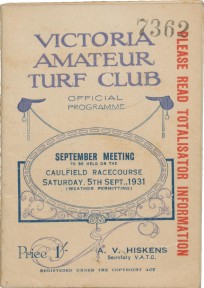 7362
VICTORIA
AMATEUR
TURF CLUB
OFFICIAL
PROGRAMME
PLEASE READ TOTALISATOR INFORMATION
SEPTEMBER MEETING
TO BE HELD ON THE
CAULFIELD RACECOURSE
SATURDAY, 5TH SEPT., 1931
(WEATHER PERMITTING)
Price 1/-
A. V. HISKENS
Secretary V.A.T.C.
REGISTERED UNDER THE COPYRIGHT ACT